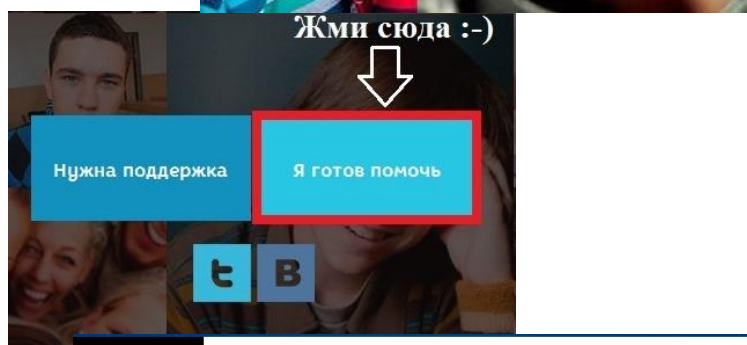 Жми сюда :-)
Нужна поддержка
Я готов помочь
t
B